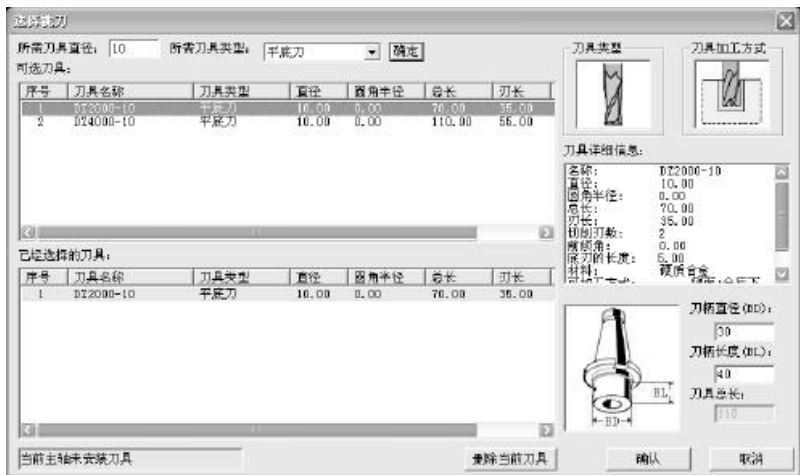 选择铣刀
所需刀具直径: 10 所需刀具类型: 平底刀 确定
可选刀具:
序号 刀具名称 刀具类型 直径 圆角半径 总长 刃长
1 DZ2000-10 平底刀 10.00 0.00 70.00 35.00
2 DZ4000-10 平底刀 10.00 0.00 110.00 55.00
已经选择的刀具:
序号 刀具名称 刀具类型 直径 圆角半径 总长 刃长
1 DZ2000-10 平底刀 10.00 0.00 70.00 35.00
当前主轴未安装刀具 删除当前刀具
刀具类型 刀具加工方式
刀具详细信息:
名称: DZ2000-10
直径: 10.00
圆角半径: 0.00
总长: 70.00
刃长: 35.00
切削刃数: 2
0.00
底刃的长度: 5.00
材料: 硬质合金
刀柄直径(BD):
30
刀柄长度(BL):
40
刀具总长:
110
BL
BD
确认 取消